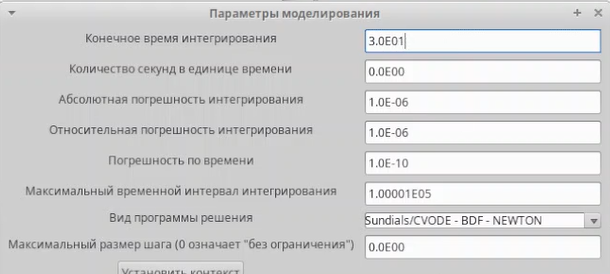 Параметры моделирования
Конечное время интегрирования 3.0E01
Количество секунд в единице времени 0.0E00
Абсолютная погрешность интегрирования 1.0E-06
Относительная погрешность интегрирования 1.0E-06
Погрешность по времени 1.0E-10
Максимальный временной интервал интегрирования 1.00001E05
Вид программы решения Sundials/CVODE - BDF - NEWTON
Максимальный размер шага (0 означает "без ограничения") 0.0E00
Установить контекст